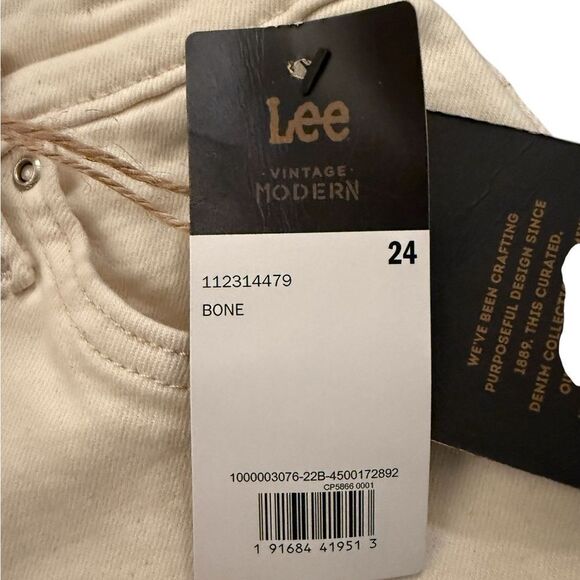 Lee
·VINTAGE·
MODERN
24
112314479
BONE
1000003076-22B-4500172892
CP5866 0001
1 91684 41951 3
WE'VE BEEN CRAFTING
PURPOSEFUL DESIGN SINCE
1889. THIS CURATED
DENIM